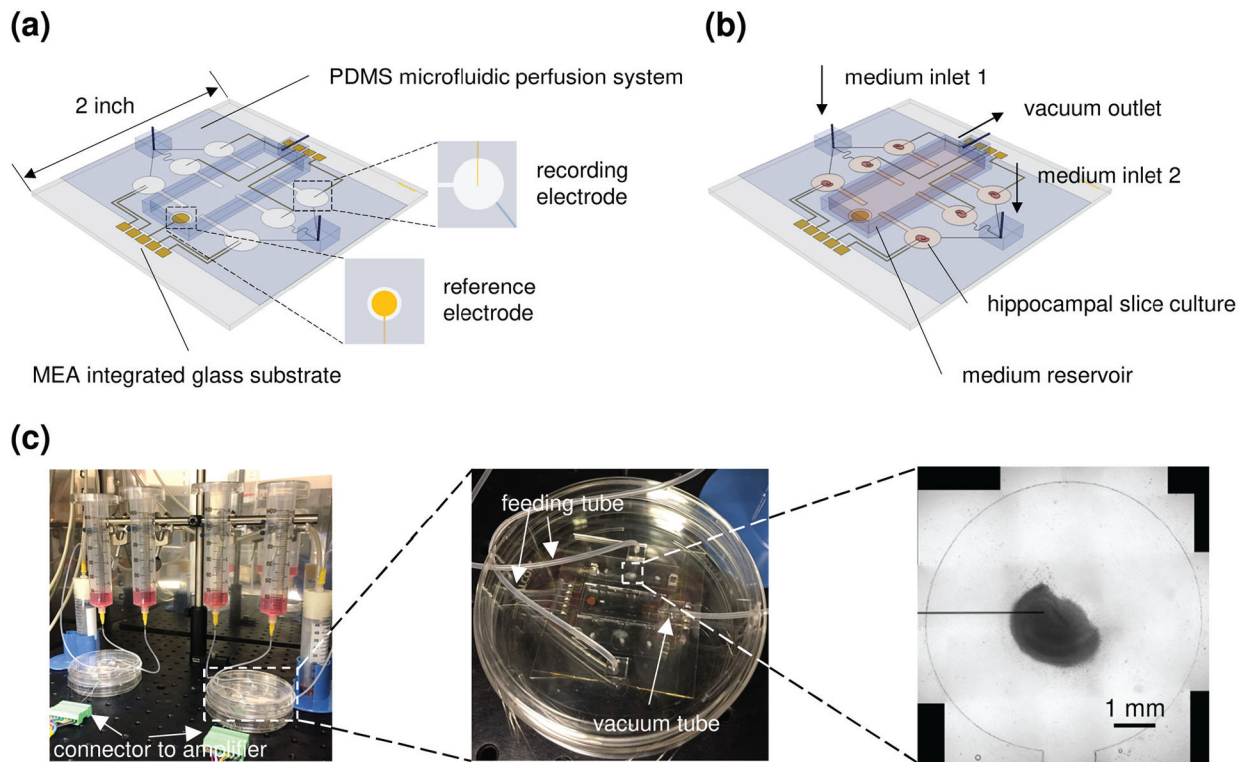 (a)
PDMS microfluidic perfusion system
2 inch
recording
electrode
reference
electrode
MEA integrated glass substrate
(b)
medium inlet 1
vacuum outlet
medium inlet 2
hippocampal slice culture
medium reservoir
(c)
connector to amplifier
feeding tube
vacuum tube
1 mm